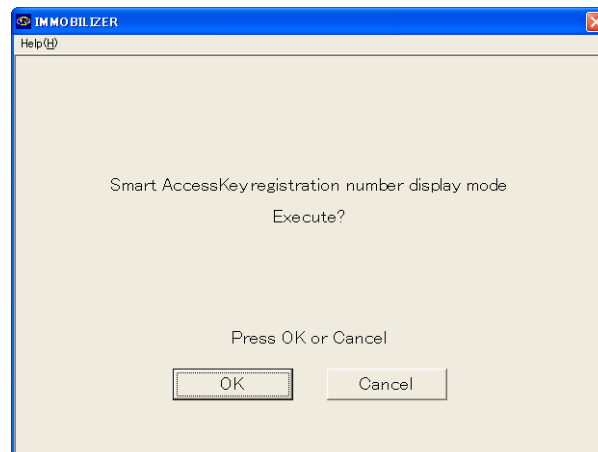 IMMOBILIZER
Help(H)
Smart AccessKey registration number display mode
Execute?
Press OK or Cancel
OK
Cancel